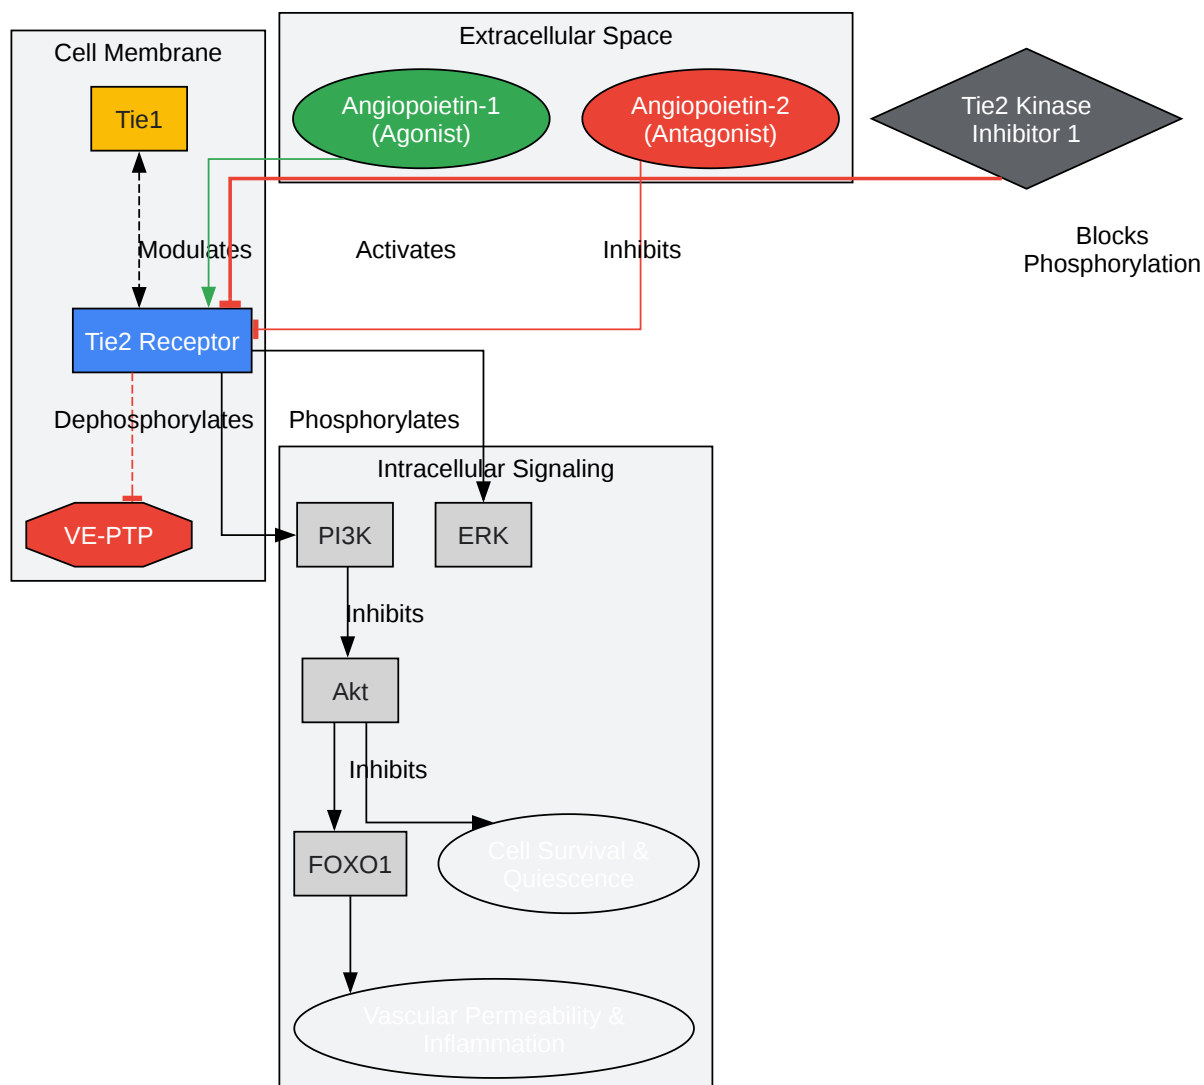 Cell Membrane
Extracellular Space
Tie1
Angiopoietin-1
(Agonist)
Angiopoietin-2
(Antagonist)
Tie2 Kinase
Inhibitor 1
Modulates
Activates
Inhibits
Blocks
Phosphorylation
Tie2 Receptor
Dephosphorylates
Phosphorylates
Intracellular Signaling
VE-PTP
PI3K
ERK
Inhibits
Akt
Inhibits
FOXO1
Cell Survival &
Quiescence
Vascular Permeability &
Inflammation